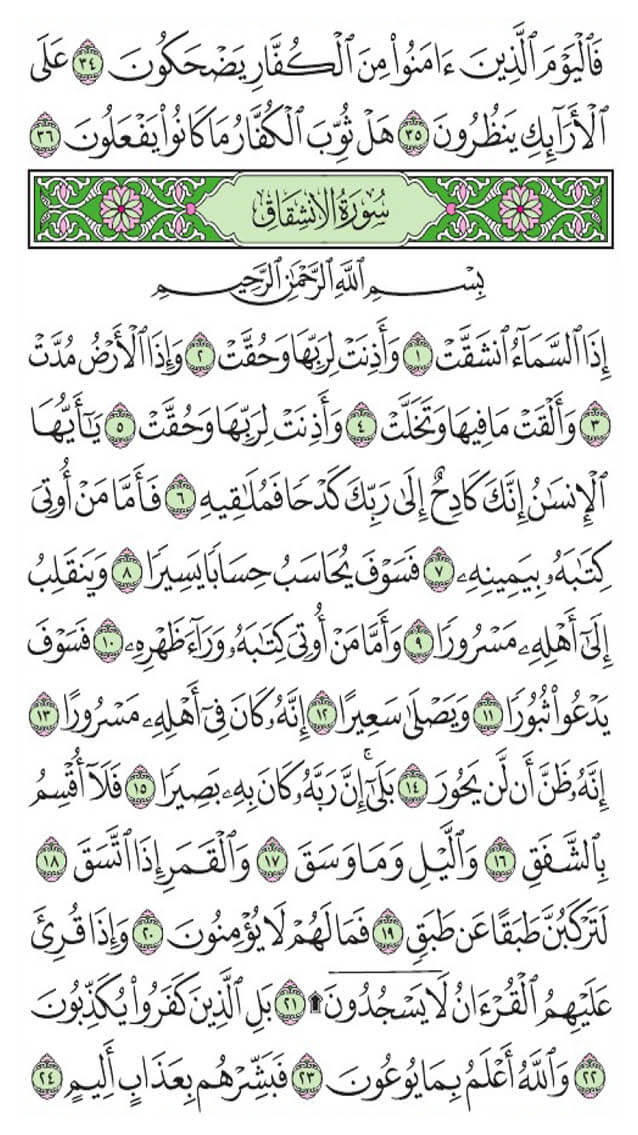 فَٱلْيَوْمَ ٱلَّذِينَ ءَامَنُوا۟ مِنَ ٱلْكُفَّارِ يَضْحَكُونَ ٣٤ عَلَى
ٱلْأَرَآئِكِ يَنظُرُونَ ٣٥ هَلْ ثُوِّبَ ٱلْكُفَّارُ مَا كَانُوا۟ يَفْعَلُونَ ٣٦
سُورَةُ الانشِقَاقِ
بِسْمِ ٱللَّهِ ٱلرَّحْمَٰنِ ٱلرَّحِيمِ
إِذَا ٱلسَّمَآءُ ٱنشَقَّتْ ١ وَأَذِنَتْ لِرَبِّهَا وَحُقَّتْ ٢ وَإِذَا ٱلْأَرْضُ مُدَّتْ
٣ وَأَلْقَتْ مَا فِيهَا وَتَخَلَّتْ ٤ وَأَذِنَتْ لِرَبِّهَا وَحُقَّتْ ٥ يَٰٓأَيُّهَا
ٱلْإِنسَٰنُ إِنَّكَ كَادِحٌ إِلَىٰ رَبِّكَ كَدْحًا فَمُلَٰقِيهِ ٦ فَأَمَّا مَنْ أُوتِىَ
كِتَٰبَهُۥ بِيَمِينِهِۦ ٧ فَسَوْفَ يُحَاسَبُ حِسَابًا يَسِيرًا ٨ وَيَنقَلِبُ
إِلَىٰٓ أَهْلِهِۦ مَسْرُورًا ٩ وَأَمَّا مَنْ أُوتِىَ كِتَٰبَهُۥ وَرَآءَ ظَهْرِهِۦ ١٠ فَسَوْفَ
يَدْعُوا۟ ثُبُورًا ١١ وَيَصْلَىٰ سَعِيرًا ١٢ إِنَّهُۥ كَانَ فِىٓ أَهْلِهِۦ مَسْرُورًا ١٣
إِنَّهُۥ ظَنَّ أَن لَّن يَحُورَ ١٤ بَلَىٰٓ ۚ إِنَّ رَبَّهُۥ كَانَ بِهِۦ بَصِيرًا ١٥ فَلَآ أُقْسِمُ
بِٱلشَّفَقِ ١٦ وَٱلَّيْلِ وَمَا وَسَقَ ١٧ وَٱلْقَمَرِ إِذَا ٱتَّسَقَ ١٨
لَتَرْكَبُنَّ طَبَقًا عَن طَبَقٍ ١٩ فَمَا لَهُمْ لَا يُؤْمِنُونَ ٢٠ وَإِذَا قُرِئَ
عَلَيْهِمُ ٱلْقُرْءَانُ لَا يَسْجُدُونَ ۩ ٢١ بَلِ ٱلَّذِينَ كَفَرُوا۟ يُكَذِّبُونَ
٢٢ وَٱللَّهُ أَعْلَمُ بِمَا يُوعُونَ ٢٣ فَبَشِّرْهُم بِعَذَابٍ أَلِيمٍ ٢٤